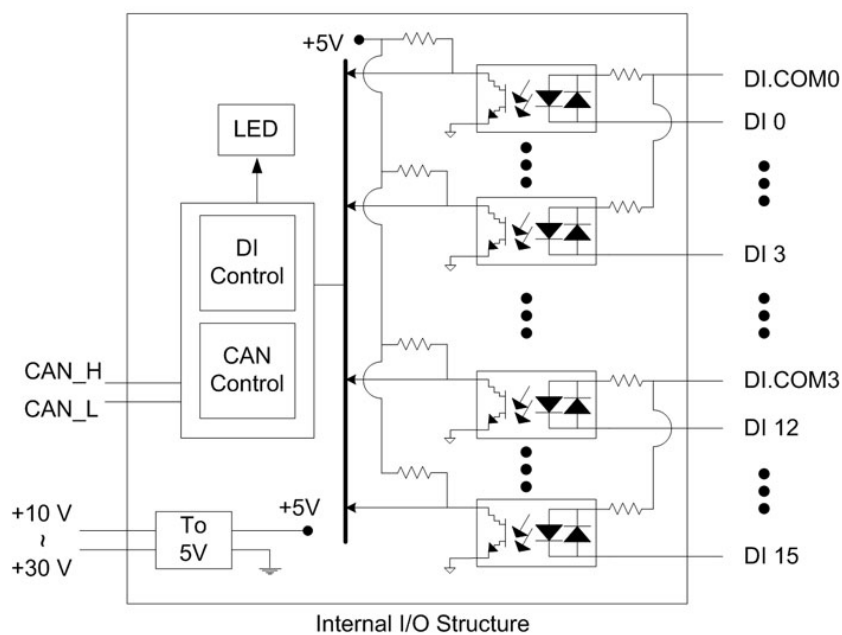 +5V
DI.COM0
LED
DI 0
DI
Control
DI 3
CAN
Control
CAN_H
CAN_L
DI.COM3
DI 12
+5V
+10 V
~
+30 V
To
5V
DI 15
Internal I/O Structure